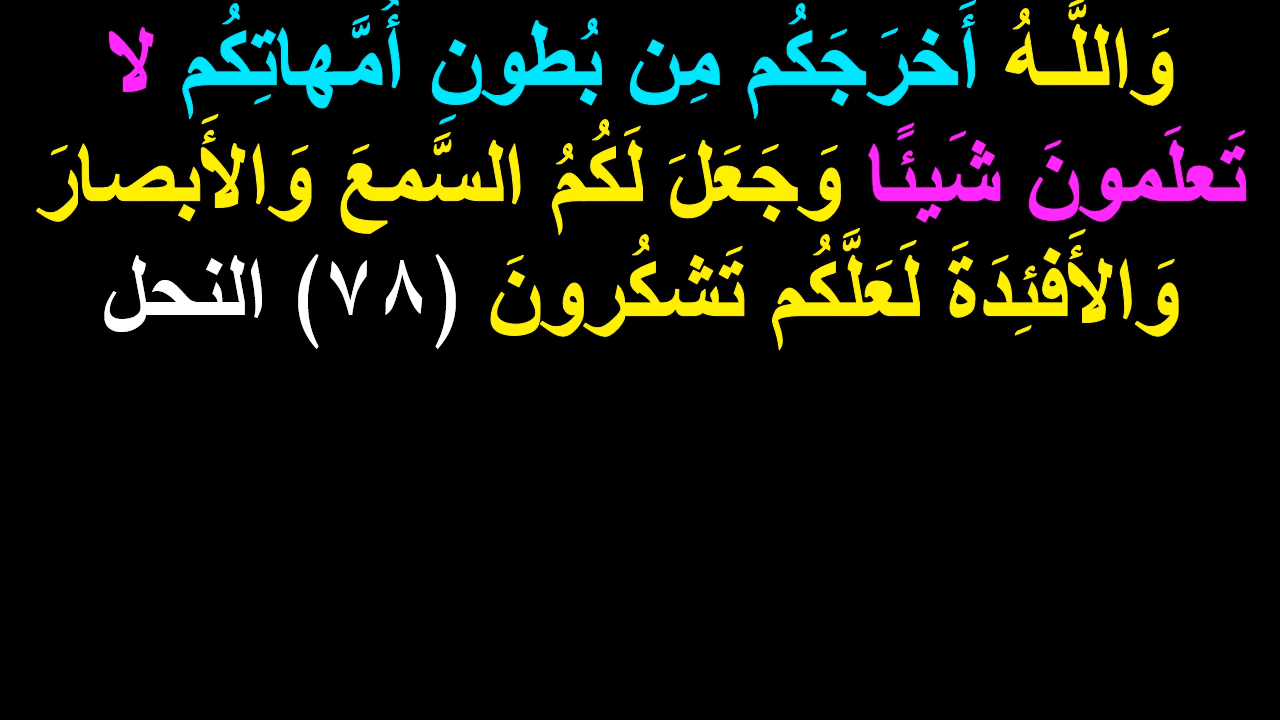 وَاللَّـهُ أَخرَجَكُم مِن بُطونِ أُمَّهاتِكُم لا
تَعلَمونَ شَيئًا وَجَعَلَ لَكُمُ السَّمعَ وَالأَبصارَ
وَالأَفئِدَةَ لَعَلَّكُم تَشكُرونَ (٧٨) النحل